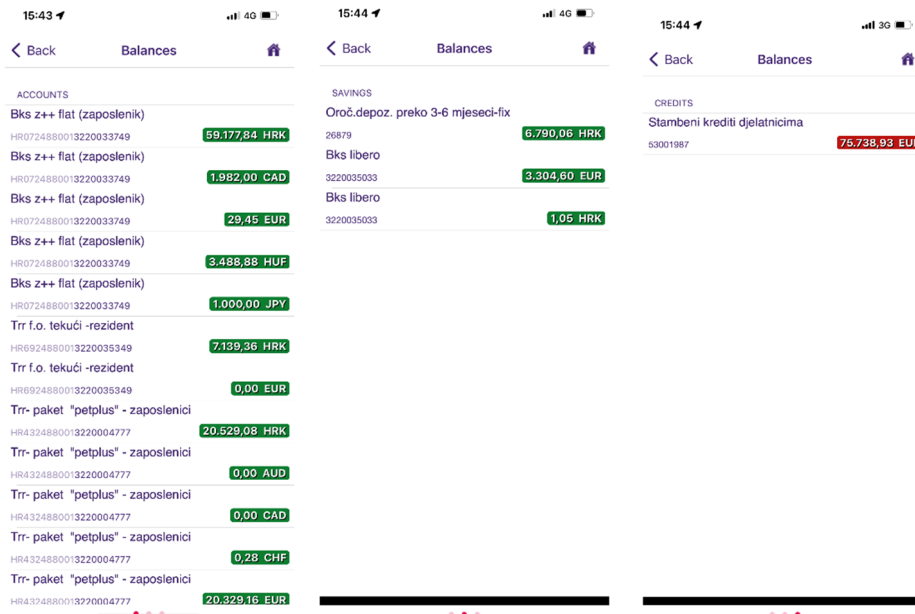 15:43
4G
Back
Balances
ACCOUNTS
Bks z++ flat (zaposlenik)
HR0724880013220033749
59.177,84 HRK
Bks z++ flat (zaposlenik)
HR0724880013220033749
1.982,00 CAD
Bks z++ flat (zaposlenik)
HR0724880013220033749
29,45 EUR
Bks z++ flat (zaposlenik)
HR0724880013220033749
3.488,88 HUF
Bks z++ flat (zaposlenik)
HR0724880013220033749
1.000,00 JPY
Trr f.o. tekući -rezident
HR6924880013220035349
7.139,36 HRK
Trr f.o. tekući -rezident
HR6924880013220035349
0,00 EUR
Trr- paket "petplus" - zaposlenici
HR4324880013220004777
20.529,08 HRK
Trr- paket "petplus" - zaposlenici
HR4324880013220004777
0,00 AUD
Trr- paket "petplus" - zaposlenici
HR4324880013220004777
0,00 CAD
Trr- paket "petplus" - zaposlenici
HR4324880013220004777
0,28 CHF
Trr- paket "petplus" - zaposlenici
HR4324880013220004777
20.329,16 EUR
15:44
4G
Back
Balances
SAVINGS
Oroč.depoz. preko 3-6 mjeseci-fix
26879
6.790,06 HRK
Bks libero
3220035033
3.304,60 EUR
Bks libero
3220035033
1,05 HRK
15:44
3G
Back
Balances
CREDITS
Stambeni krediti djelatnicima
53001987
75.738,93 EUR